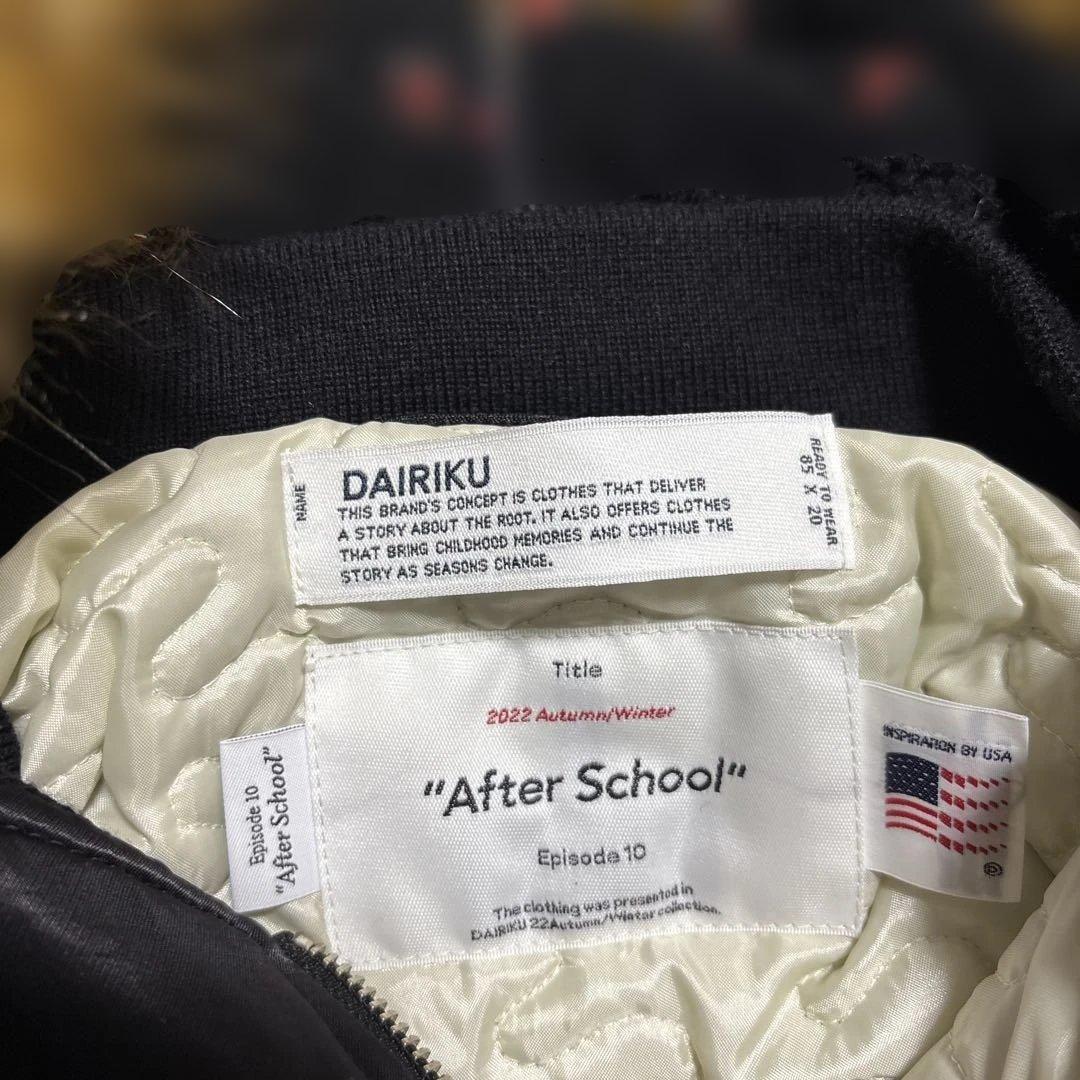 NAME
DAIRIKU
THIS BRAND'S CONCEPT IS CLOTHES THAT DELIVER
A STORY ABOUT THE ROOT. IT ALSO OFFERS CLOTHES
THAT BRING CHILDHOOD MEMORIES AND CONTINUE THE
STORY AS SEASONS CHANGE.
READY TO WEAR
85 X 20
Title
2022 Autumn/Winter
"After School"
Episode 10
The clothing was presented in
DAIRIKU 22Autumn/Winter collection.
Episode 10
"After School"
INSPIRATION BY USA
©